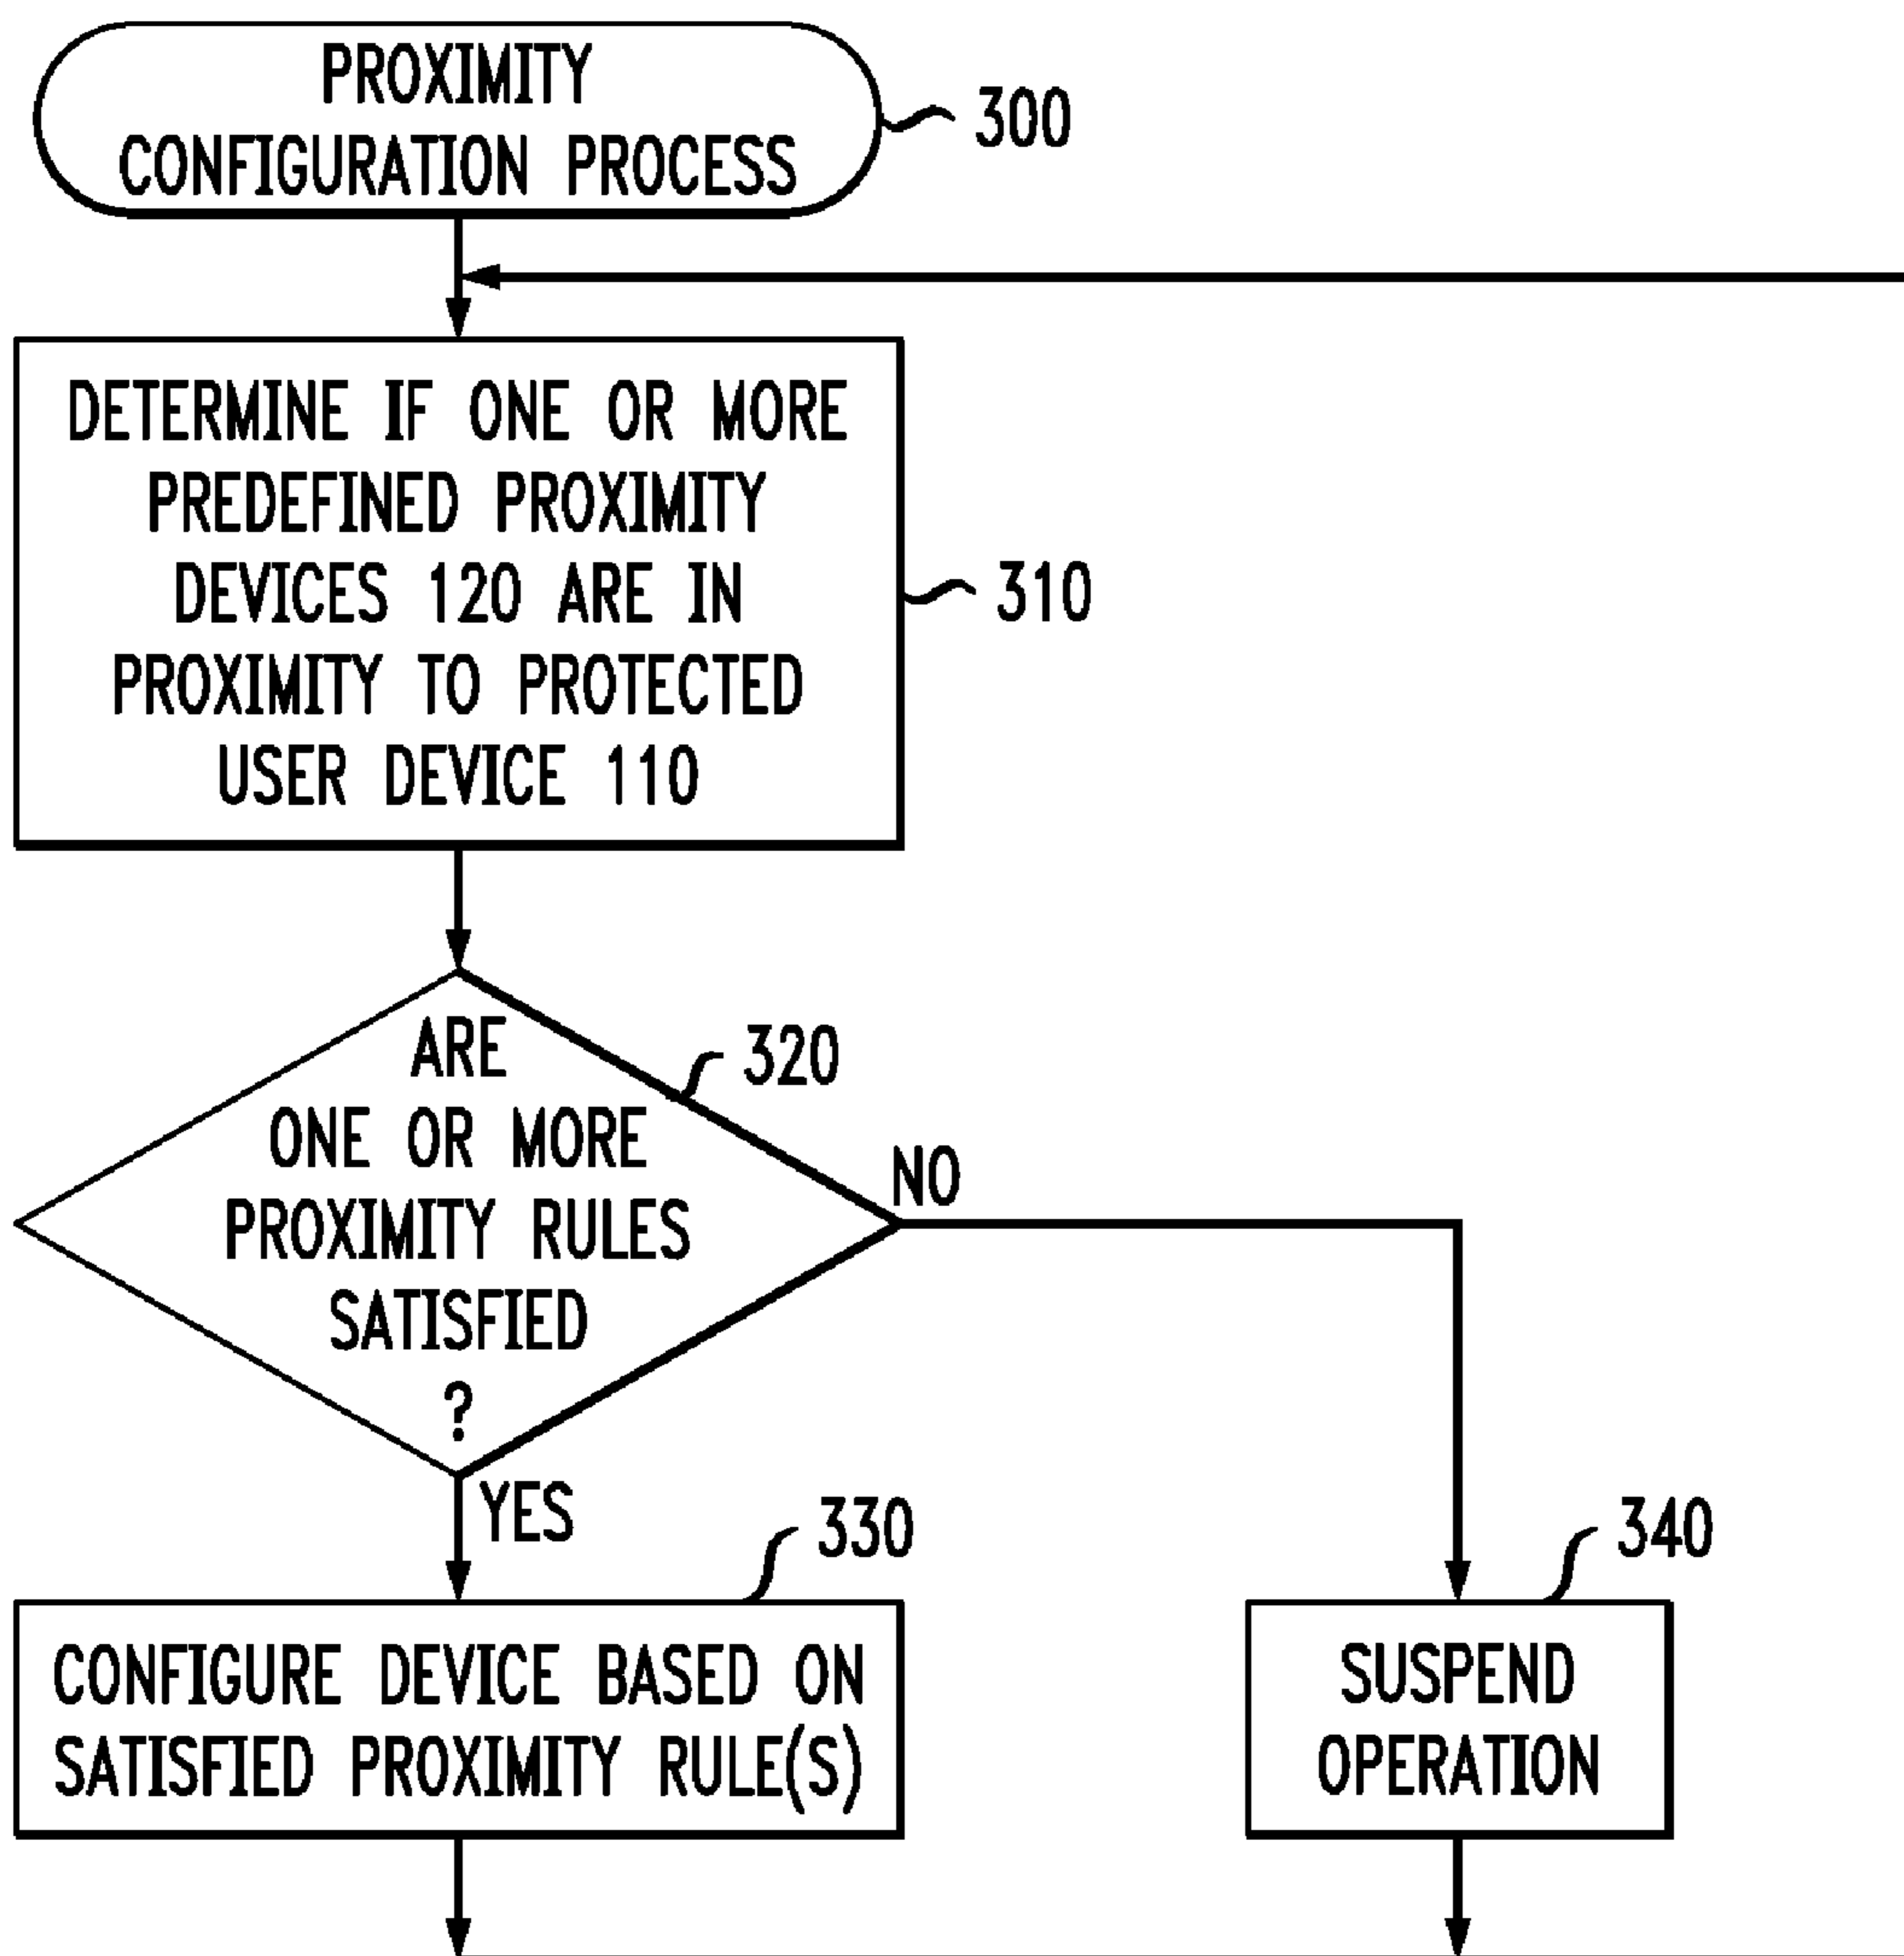 PROXIMITY
CONFIGURATION PROCESS
300
DETERMINE IF ONE OR MORE
PREDEFINED PROXIMITY
DEVICES 120 ARE IN
PROXIMITY TO PROTECTED
USER DEVICE 110
310
ARE
ONE OR MORE
PROXIMITY RULES
SATISFIED
?
320
NO
YES
330
CONFIGURE DEVICE BASED ON
SATISFIED PROXIMITY RULE(S)
340
SUSPEND
OPERATION